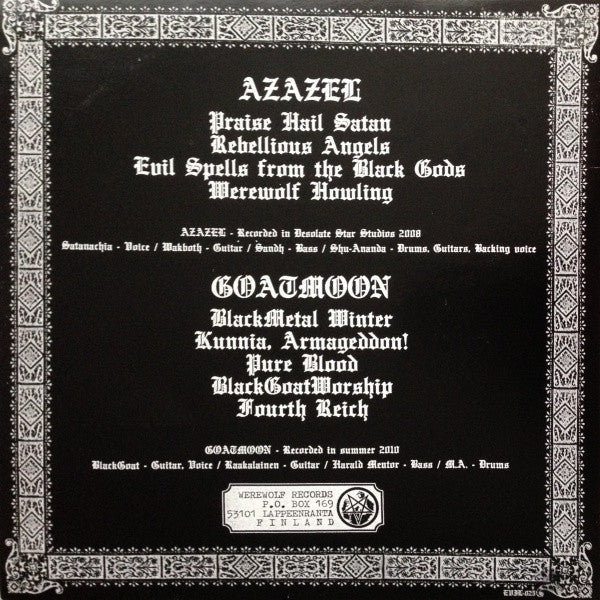 AZAZEL
Praise Hail Satan
Rebellious Angels
Evil Spells from the Black Gods
Werewolf Howling
AZAZEL - Recorded in Desolate Star Studios 2008
Satanachia - Voice / Wakboth - Guitar / Sandh - Bass / Shu-Ananda - Drums, Guitars, Backing voice
GOATMOON
BlackMetal Winter
Kunnia, Armageddon!
Pure Blood
BlackGoatWorship
Fourth Reich
GOATMOON - Recorded in summer 2010
BlackGoat - Guitar, Voice / Raakalainen - Guitar / Harald Mentor - Bass / M.A. - Drums
WEREWOLF RECORDS
P.O. BOX 169
53101 LAPPEENRANTA
FINLAND